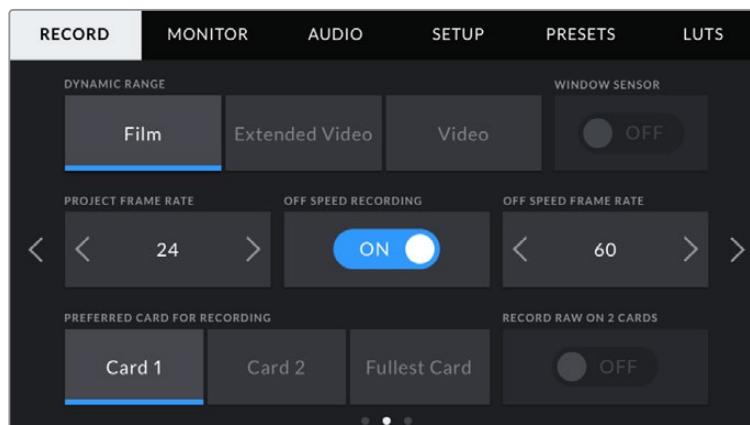 RECORD MONITOR AUDIO SETUP PRESETS LUTS
DYNAMIC RANGE WINDOW SENSOR
Film Extended Video Video OFF
PROJECT FRAME RATE OFF SPEED RECORDING OFF SPEED FRAME RATE
24 ON 60
PREFERRED CARD FOR RECORDING RECORD RAW ON 2 CARDS
Card 1 Card 2 Fullest Card OFF